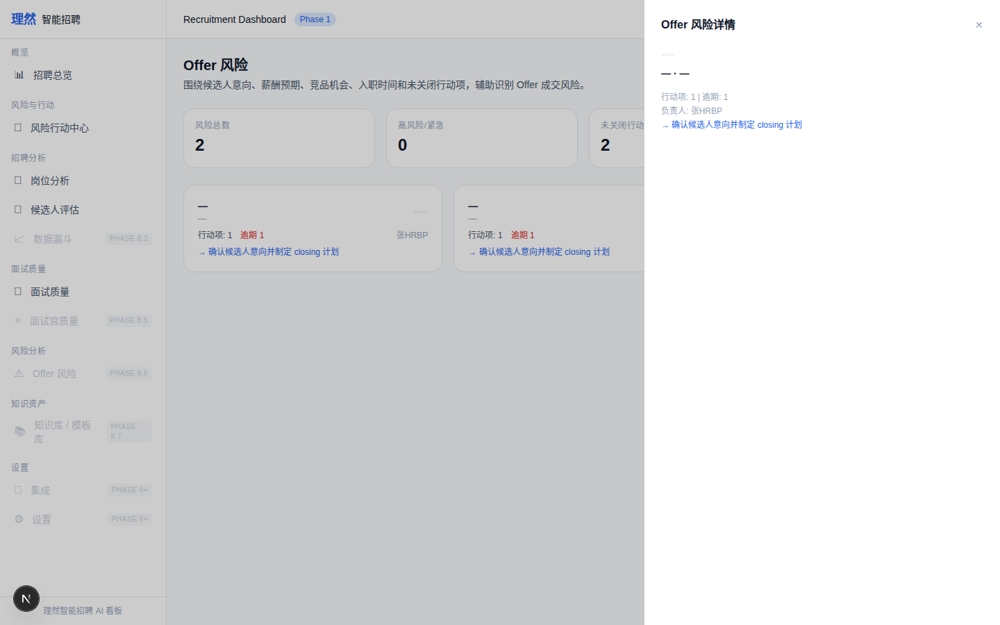 理然 智能招聘
概览
招聘总览
风险与行动
风险行动中心
招聘分析
岗位分析
候选人评估
数据漏斗 PHASE 8.2
面试质量
面试质量
面试官质量 PHASE 8.5
风险分析
Offer 风险 PHASE 8.6
知识资产
知识库 / 模板
库
PHASE
8.7
设置
集成 PHASE 9+
设置 PHASE 9+
理然智能招聘 AI 看板
Recruitment Dashboard Phase 1
Offer 风险
围绕候选人意向、薪酬预期、竞品机会、入职时间和未关闭行动项，辅助识别 Offer 成交风险。
风险总数
2
高风险/紧急
0
未关闭行动
2
—
—
行动项: 1 逾期 1 张HRBP
→ 确认候选人意向并制定 closing 计划
—
—
行动项: 1 逾期 1
→ 确认候选人意向并制定 closing 计划
Offer 风险详情 ✕
— · —
行动项: 1 | 逾期: 1
负责人: 张HRBP
→ 确认候选人意向并制定 closing 计划